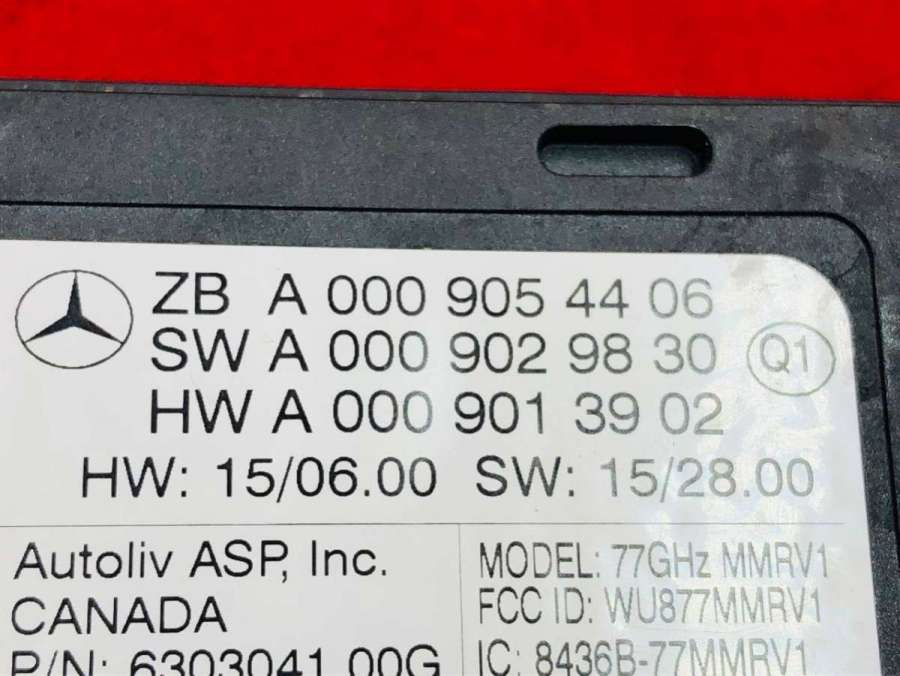 ZB A 000 905 44 06
SW A 000 902 98 30
Q1
HW A 000 901 39 02
HW: 15/06.00 SW: 15/28.00
Autoliv ASP, Inc.
CANADA
P/N: 6303041 00G
MODEL: 77GHz MMRV1
FCC ID: WU877MMRV1
IC: 8436B-77MMRV1